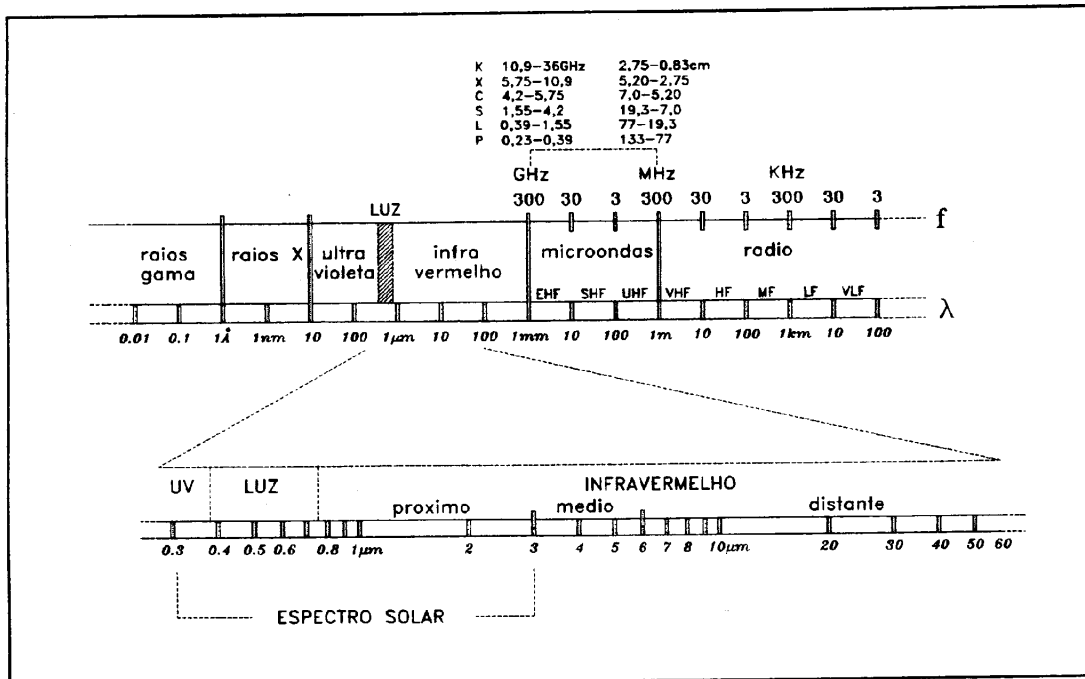 K 10,9-36GHz 2,75-0,83cm
X 5,75-10,9 5,20-2,75
C 4,2-5,75 7,0-5,20
S 1,55-4,2 19,3-7,0
L 0,39-1,55 77-19,3
P 0,23-0,39 133-77
GHz MHz KHz
300 30 3 300 30 3 300 30 3
LUZ f
raios gama
raios X
ultra violeta
infra vermelho
microondas
radio
EHF SHF UHF VHF HF MF LF VLF
λ
0.01 0.1 1Å 1nm 10 100 1μm 10 100 1mm 10 100 1m 10 100 1km 10 100
UV LUZ INFRAVERMELHO
proximo medio distante
0.3 0.4 0.5 0.6 0.8 1μm 2 3 4 5 6 7 8 10μm 20 30 40 50 60
ESPECTRO SOLAR